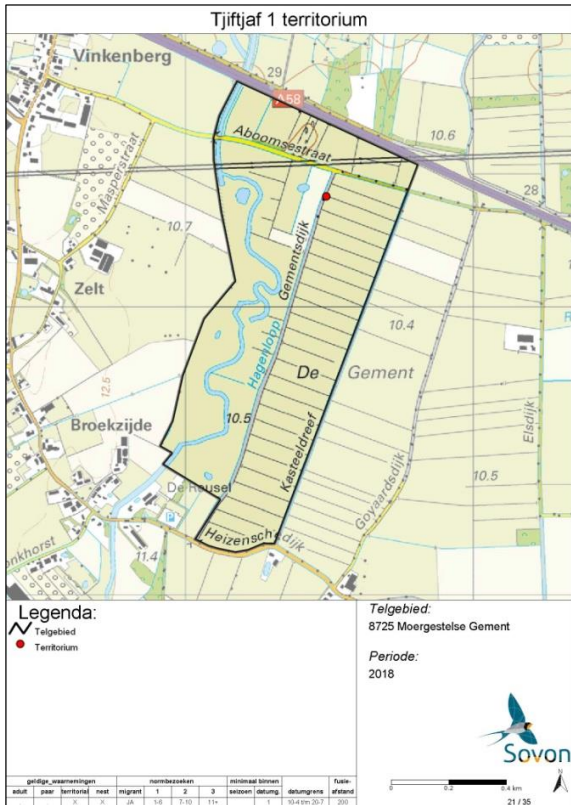 Tjiftjaf 1 territorium
Vinkenberg
29
A58
Aboomsestraat
10.6
28
Masperstraat
10.7
Gementsdijk
Zelt
Hagenloop
10.4
De Gement
12.5
Broekzijde
10.5
Kasteeldreef
Elsdijk
Goyaardsdijk
10.5
De Reusel
P
Heizenschedijk
11.4
Legenda:
Telgebied
Territorium
Telgebied:
8725 Moergestelse Gement
Periode:
2018
Sovon
geldige_waarnemingen normbezoeken minimaal binnen fusie-
adult paar territorial nest migrant 1 2 3 seizoen datumg. datumgrens afstand
. . X X JA 1-6 7-10 11+ . 1 10-4 t/m 20-7 200
0 0.2 0.4 km
21 / 35